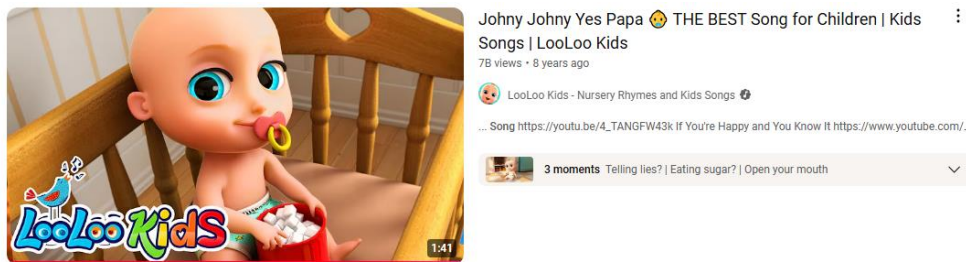 Johny Johny Yes Papa 👶 THE BEST Song for Children | Kids
Songs | LooLoo Kids
7B views • 8 years ago
LooLoo Kids - Nursery Rhymes and Kids Songs
... Song https://youtu.be/4_TANGFW43k If You're Happy and You Know It https://www.youtube.com/...
3 moments Telling lies? | Eating sugar? | Open your mouth
LooLoo KidS
1:41